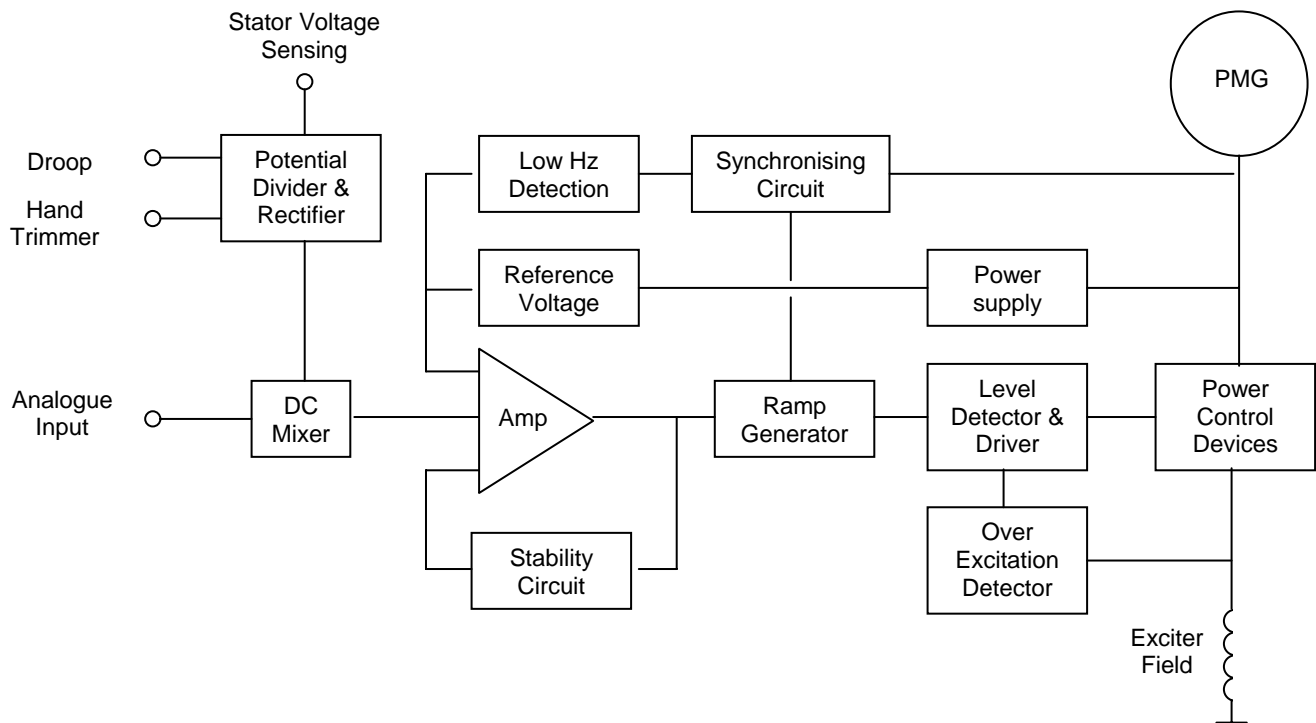 Stator Voltage
Sensing
PMG
Droop
Hand
Trimmer
Potential
Divider &
Rectifier
Low Hz
Detection
Synchronising
Circuit
Reference
Voltage
Power
supply
Analogue
Input
DC
Mixer
Amp
Ramp
Generator
Level
Detector &
Driver
Power
Control
Devices
Stability
Circuit
Over
Excitation
Detector
Exciter
Field